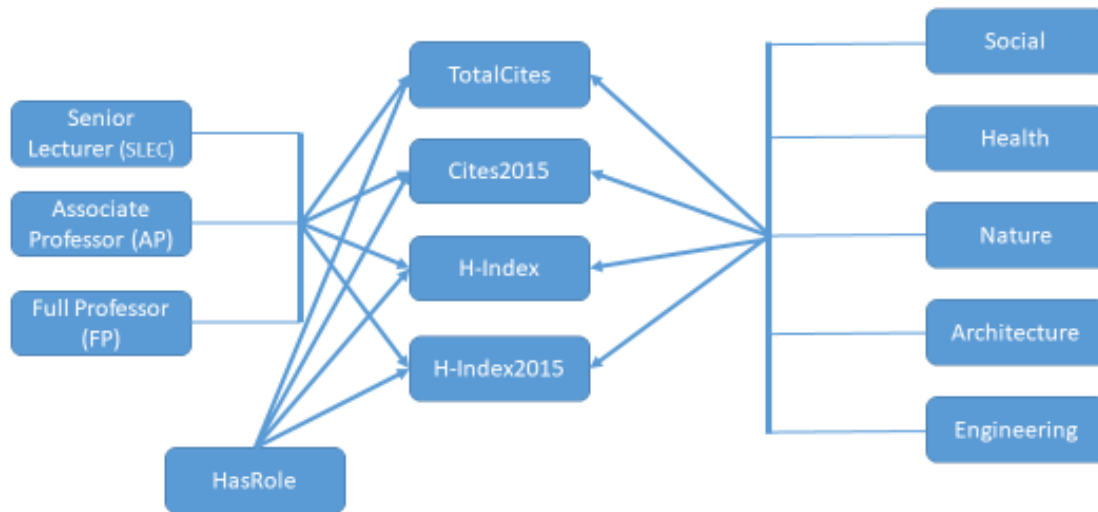 Senior
Lecturer (SLEC)
Associate
Professor (AP)
Full Professor
(FP)
HasRole
TotalCites
Cites2015
H-Index
H-Index2015
Social
Health
Nature
Architecture
Engineering